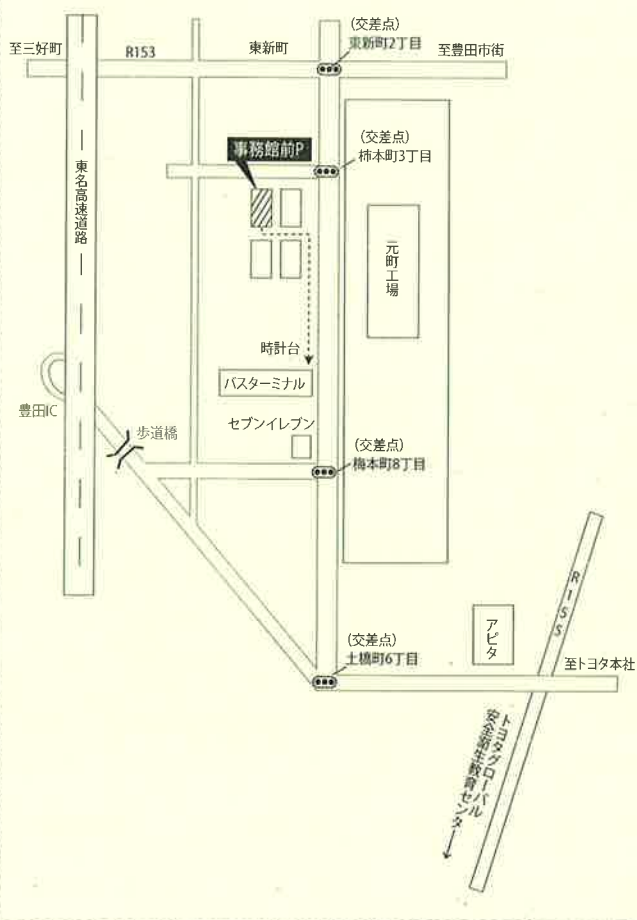 (交差点)
東新町2丁目
至三好町
R153
東新町
至豊田市街
(交差点)
柿本町3丁目
事務館前P
東名高速道路
元町工場
時計台
バスターミナル
豊田IC
セブンイレブン
歩道橋
(交差点)
梅本町8丁目
R155
アピタ
(交差点)
土橋町6丁目
至トヨタ本社
トヨタグローバル
安全衛生教育センター